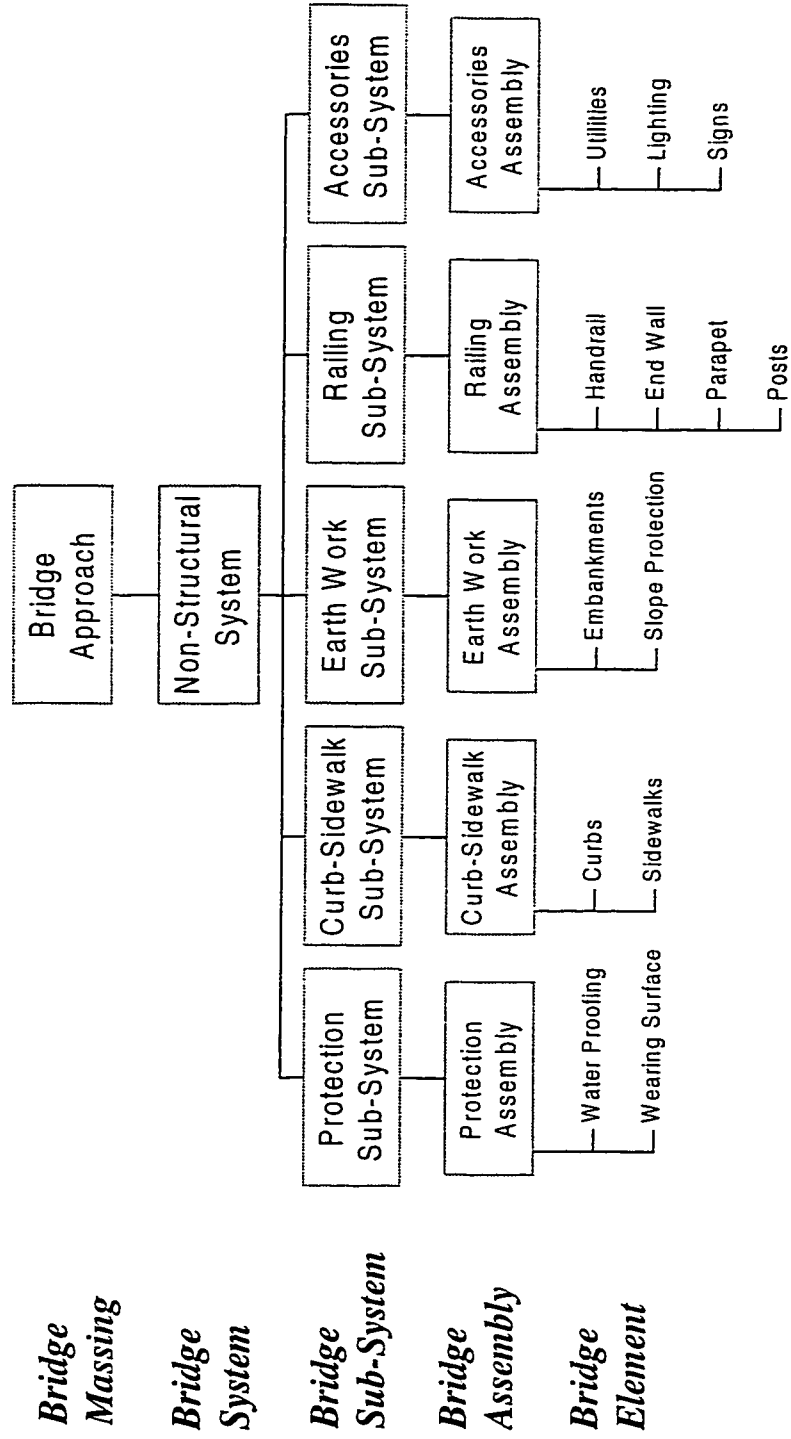 Bridge
Massing
Bridge
Approach
Bridge
System
Non-Structural
System
Bridge
Sub-System
Protection
Sub-System
Curb-Sidewalk
Sub-System
Earth Work
Sub-System
Railing
Sub-System
Accessories
Sub-System
Bridge
Assembly
Protection
Assembly
Curb-Sidewalk
Assembly
Earth Work
Assembly
Railing
Assembly
Accessories
Assembly
Bridge
Element
Water Proofing
Wearing Surface
Curbs
Sidewalks
Embankments
Slope Protection
Handrail
End Wall
Parapet
Posts
Utilities
Lighting
Signs